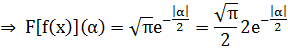 ⇒ F[f(x)](α) = √π e^{-|α|/2} = (√π/2) 2e^{-|α|/2}